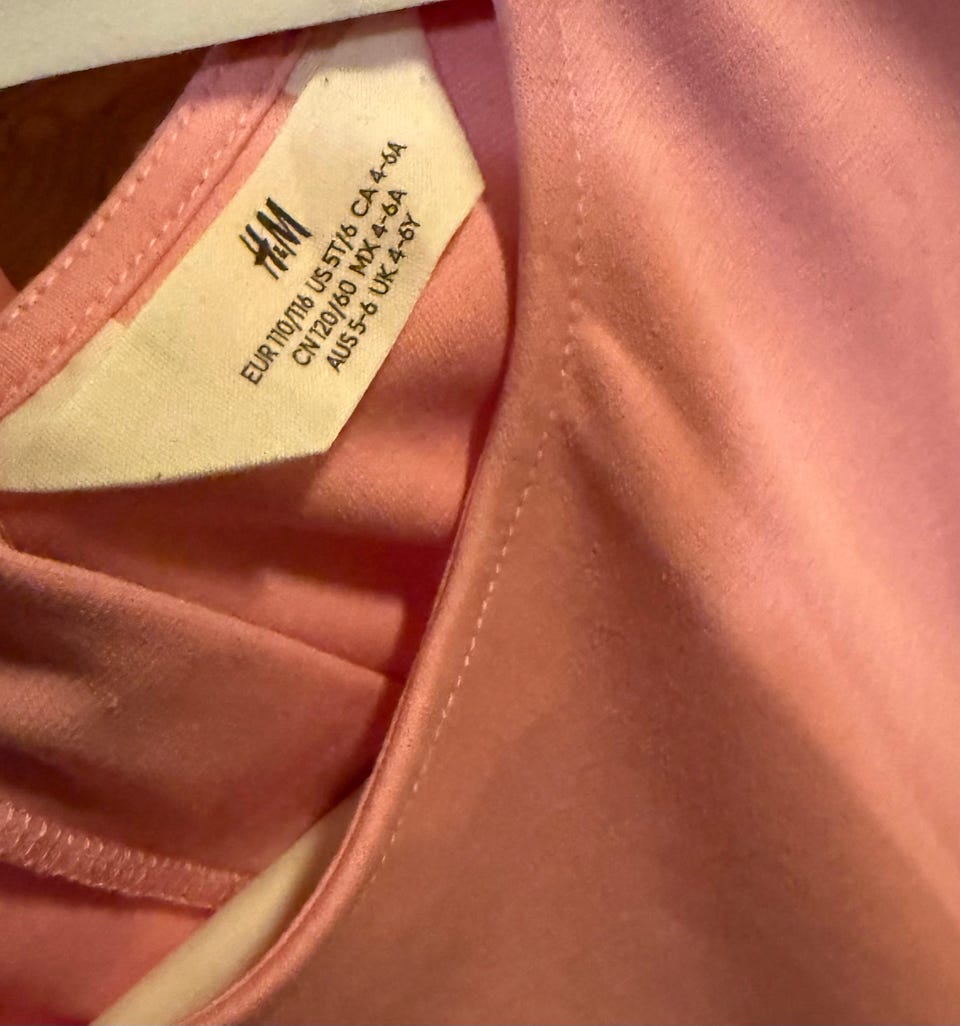 H&M
EUR 110/116 US 5T/6 CA 4-6A
CN 120/60 MX 4-6A
AUS 5-6 UK 4-6Y